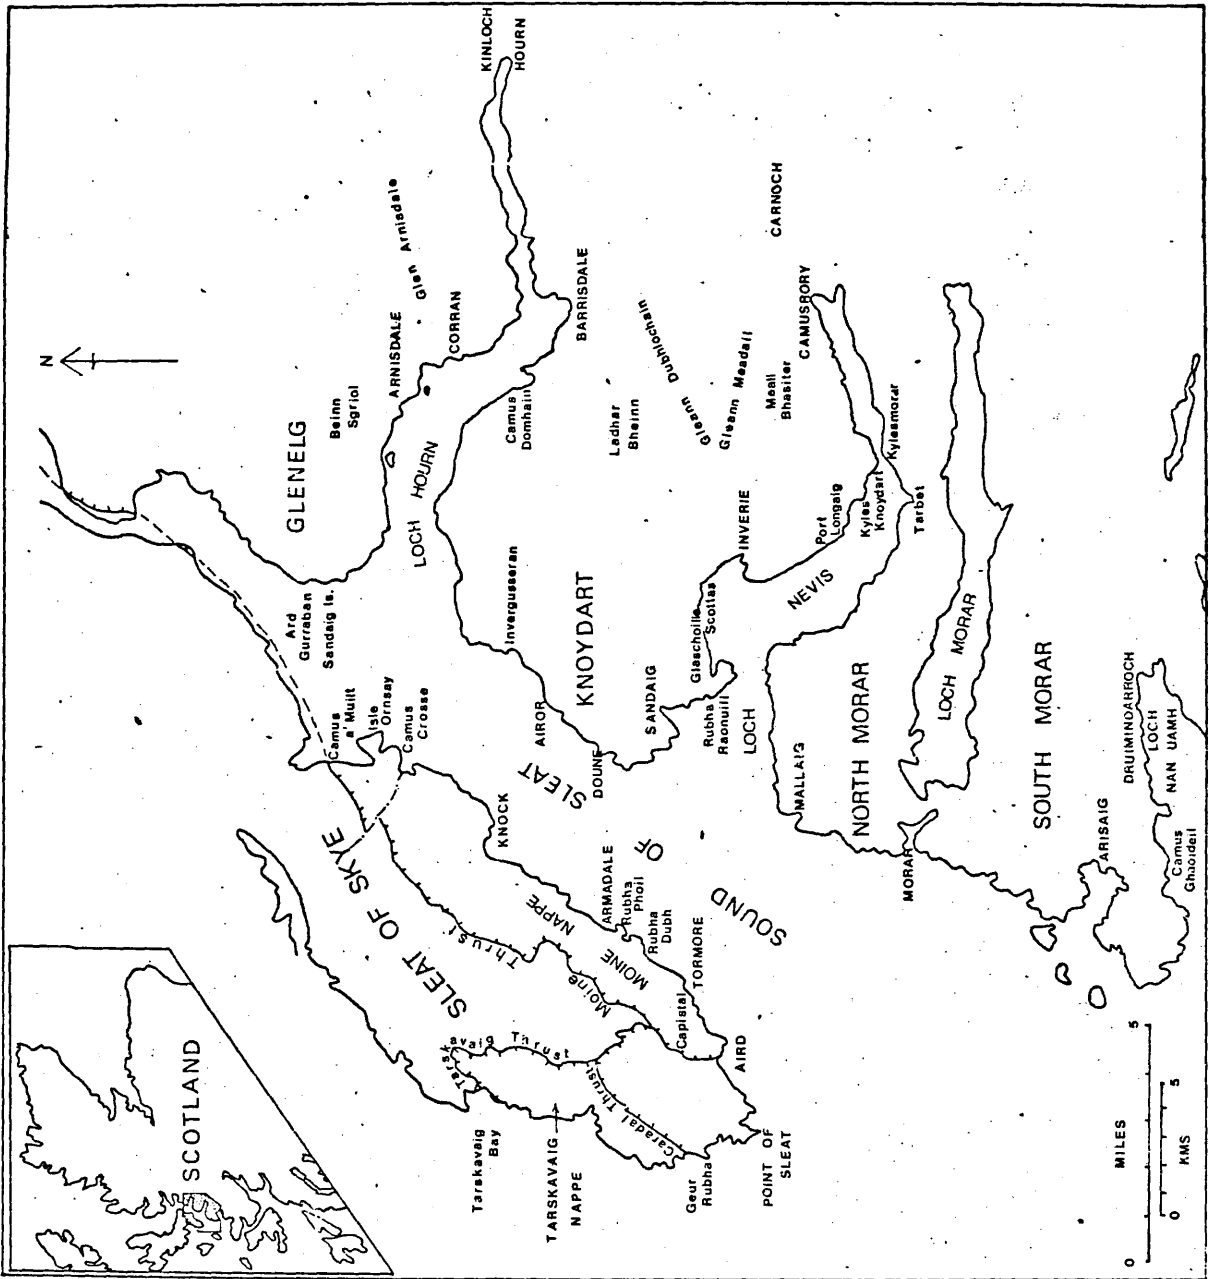 SCOTLAND
N
KINLOCH
HOURN
GLENELG
Beinn
Sgriol
ARNISDALE
Glen Arnisdale
CORRAN
LOCH HOURN
Camus
Domhain
BARRISDALE
Ard
Gurraban
Sandaig Is.
Camus
a' Muilt
Isle
Ornsay
Camus
Crosse
Inverguseran
KNOYDART
Ladhar
Bheinn
Gleann Dubhlochain
Gleann Meadail
Meall
Bhasiter
CARNOCH
CAMUSRORY
AIROR
DOUNE
SANDAIG
Glaschoille
Scottas
INVERIE
Rubha
Raonuill
Port
Longaig
Kyles
Knoydart
Kylesmorar
Tarbet
LOCH
NEVIS
SLEAT OF SKYE
KNOCK
SOUND OF SLEAT
Moine Thrust
MOINE NAPPE
ARMADALE
Rubha
Phoil
Rubha
Dubh
TORMORE
Capistal
AIRD
Tarskavaig Thrust
Tarskavaig
Bay
TARSKAVAIG
NAPPE
Caradal Thrust
Geur
Rubha
POINT OF
SLEAT
MALLAIG
NORTH MORAR
LOCH MORAR
MORAR
SOUTH MORAR
ARISAIG
DRUIMINDARROCH
LOCH
NAN UAMH
Camus
Ghaoideil
MILES
0 5
0 5
KMS